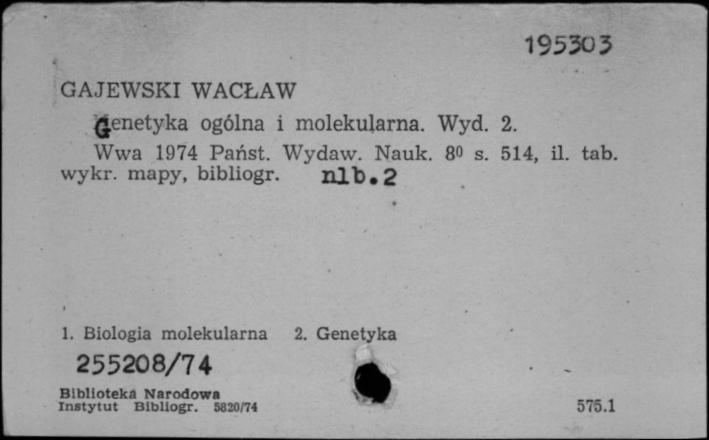 195303
GAJEWSKI WACŁAW
Genetyka ogólna i molekularna. Wyd. 2.
Wwa 1974 Państ. Wydaw. Nauk. 8⁰ s. 514, il. tab.
wykr. mapy, bibliogr. nlb.2
1. Biologia molekularna 2. Genetyka
255208/74
Biblioteka Narodowa
Instytut Bibliogr. 5820/74 575.1